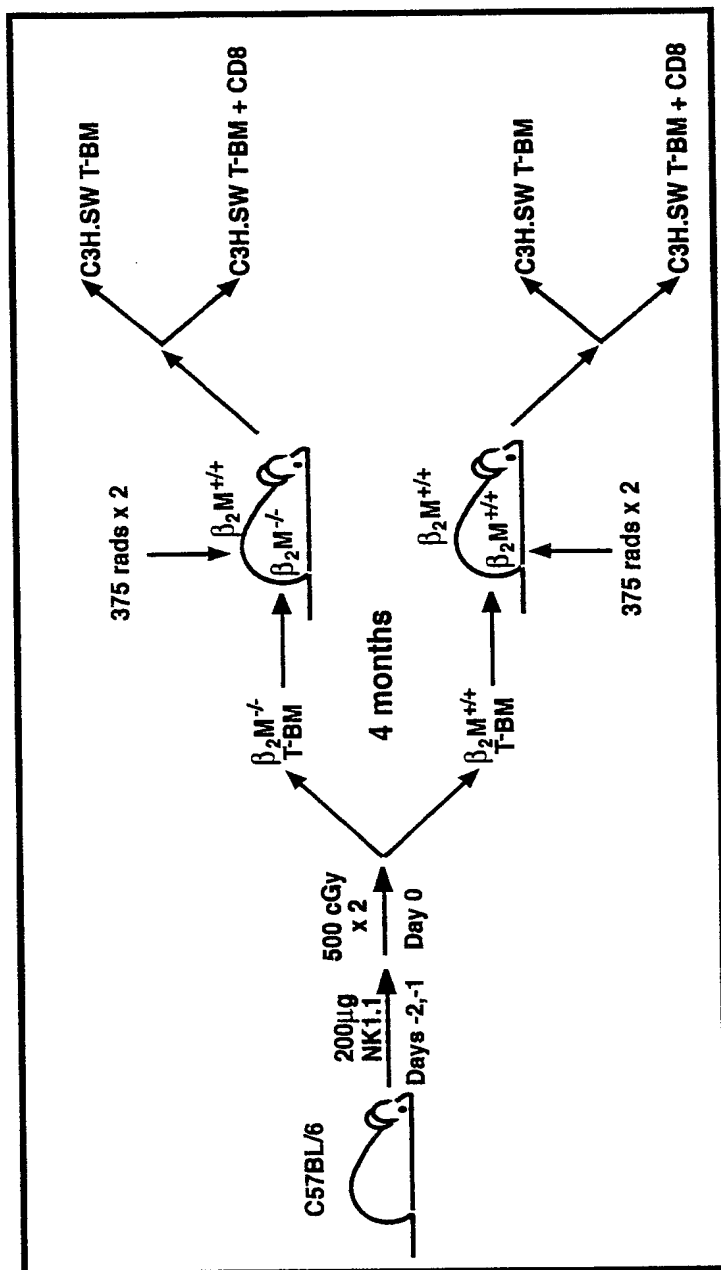 C57BL/6
200µg
NK1.1
Days -2,-1
500 cGy
x 2
Day 0
β₂M⁻/⁻
T-BM
β₂M⁺/⁺
T-BM
4 months
375 rads x 2
β₂M⁺/⁺
β₂M⁻/⁻
β₂M⁺/⁺
β₂M⁺/⁺
375 rads x 2
C3H.SW T-BM
C3H.SW T-BM + CD8
C3H.SW T-BM
C3H.SW T-BM + CD8